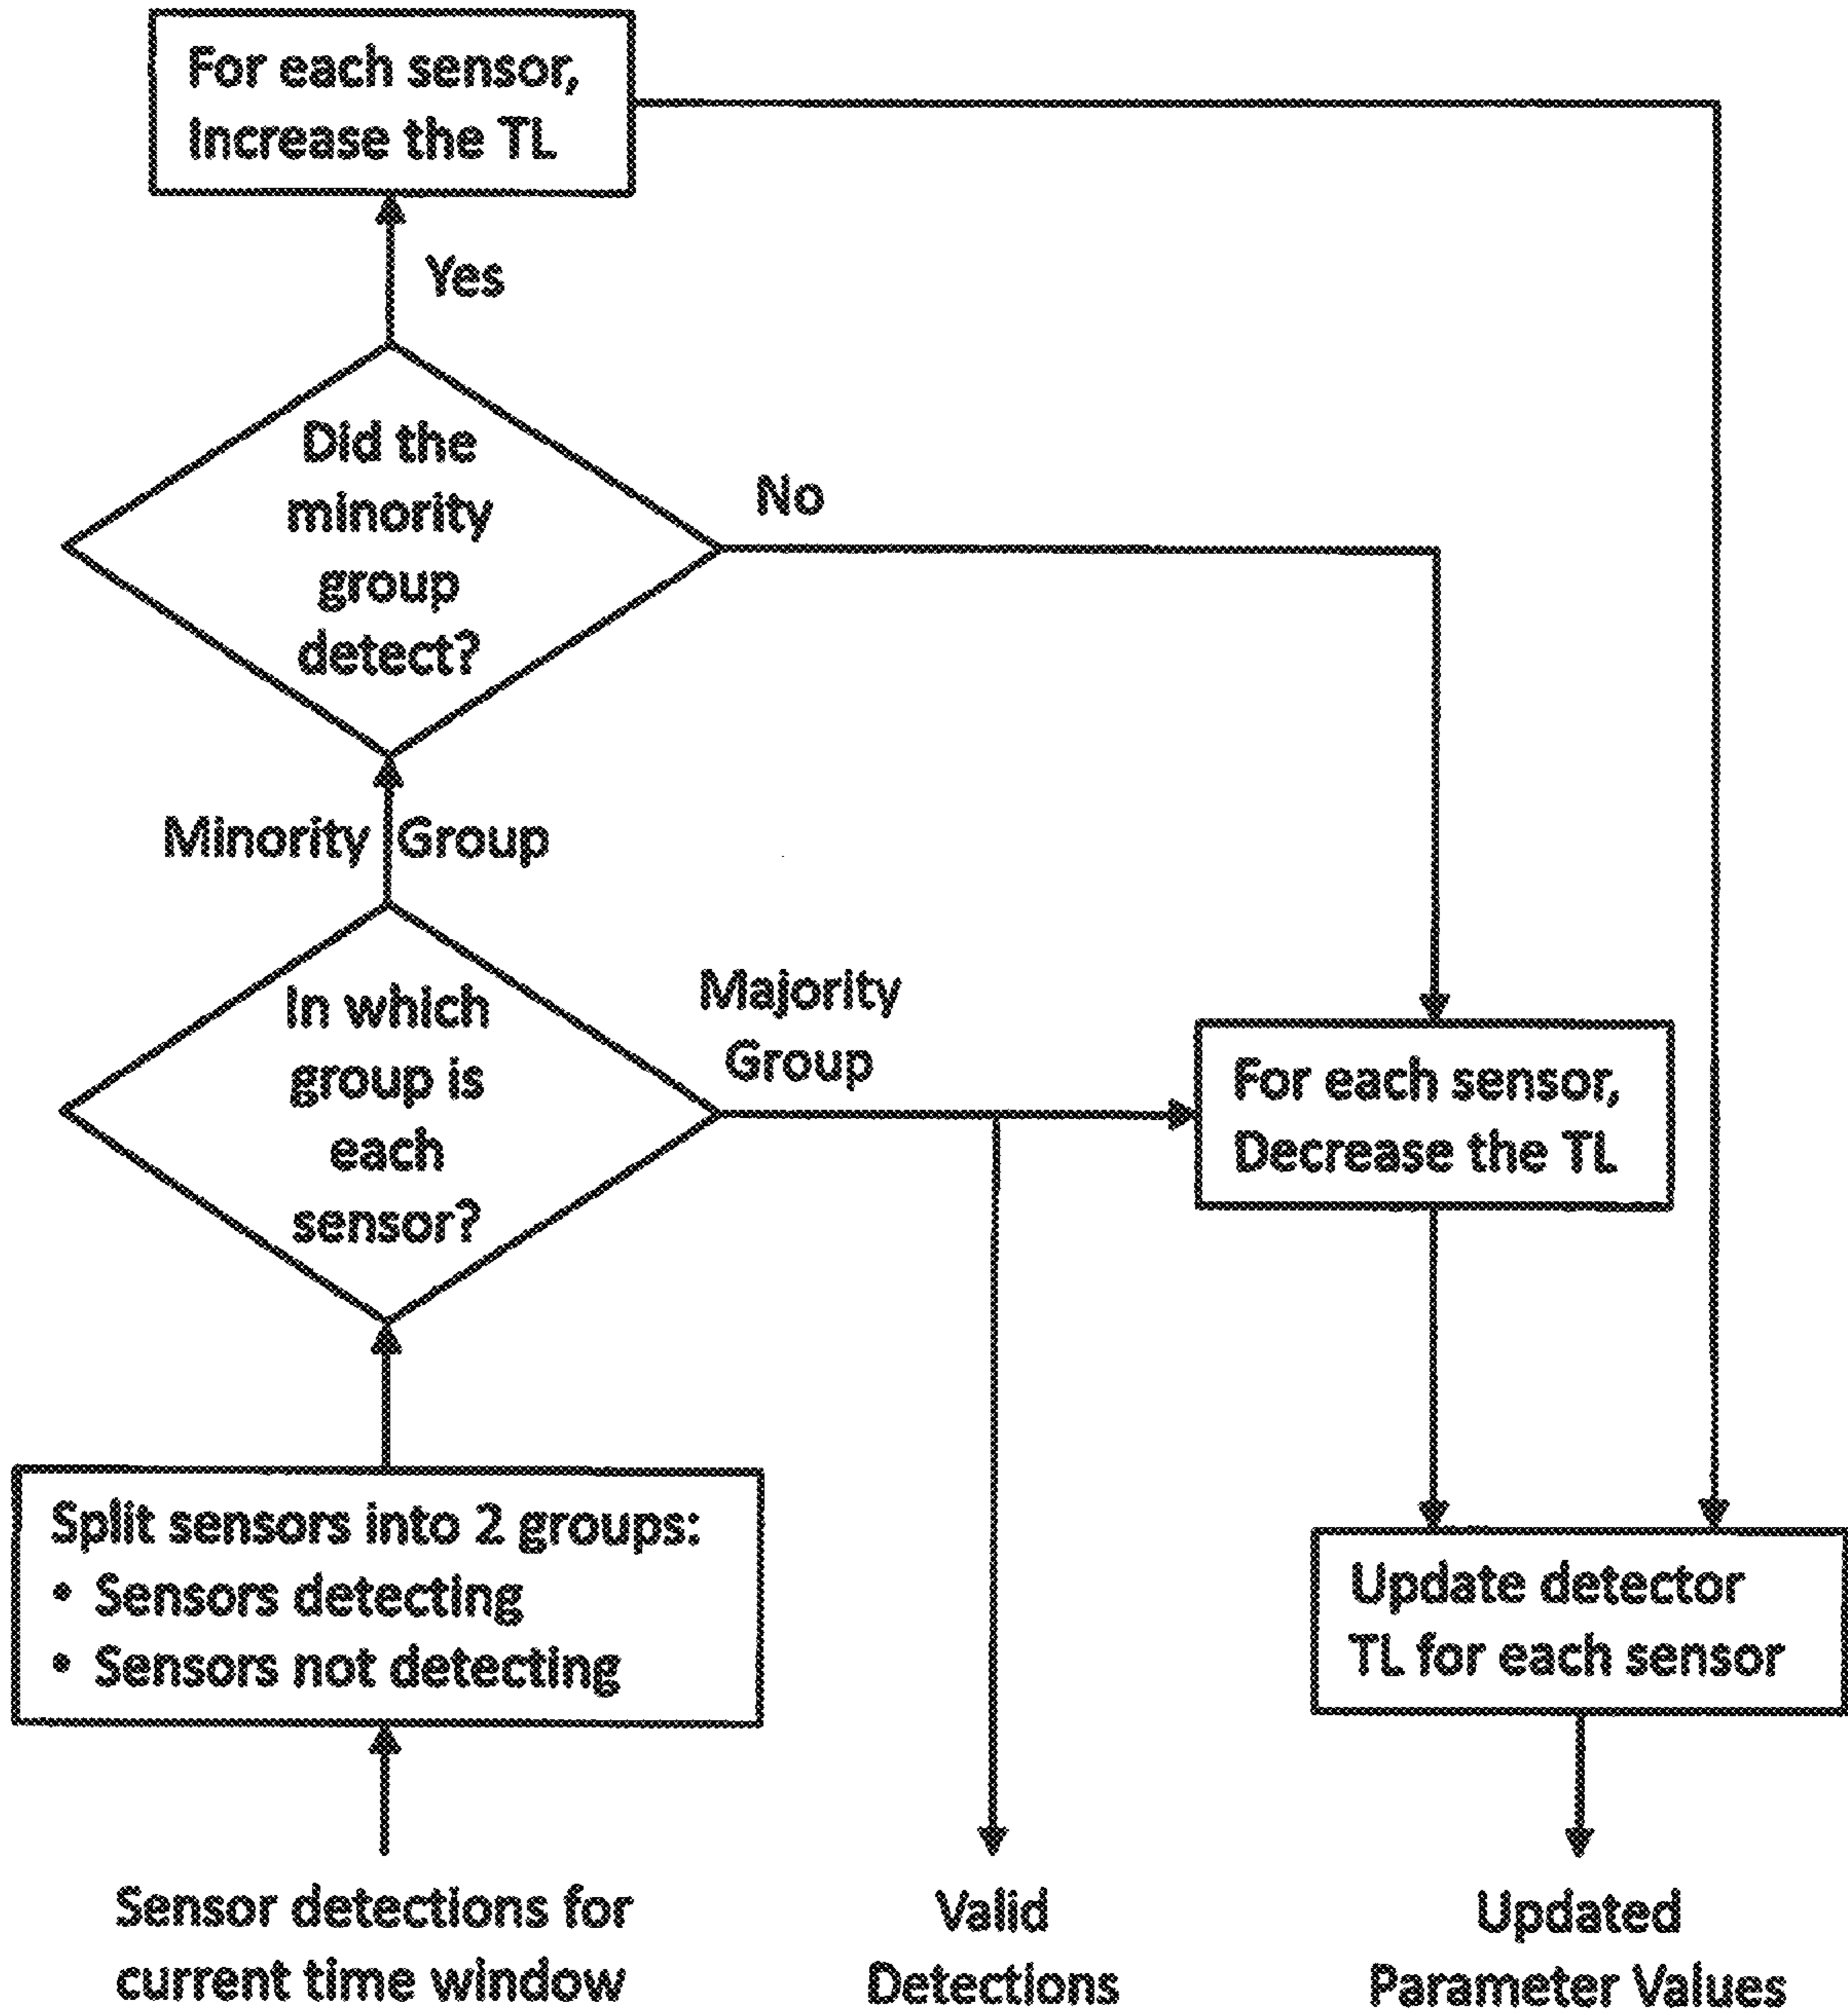 For each sensor,
Increase the TL
Yes
Did the
minority
group
detect?
No
Minority Group
In which
group is
each
sensor?
Majority
Group
For each sensor,
Decrease the TL
Split sensors into 2 groups:
• Sensors detecting
• Sensors not detecting
Update detector
TL for each sensor
Sensor detections for
current time window
Valid
Detections
Updated
Parameter Values